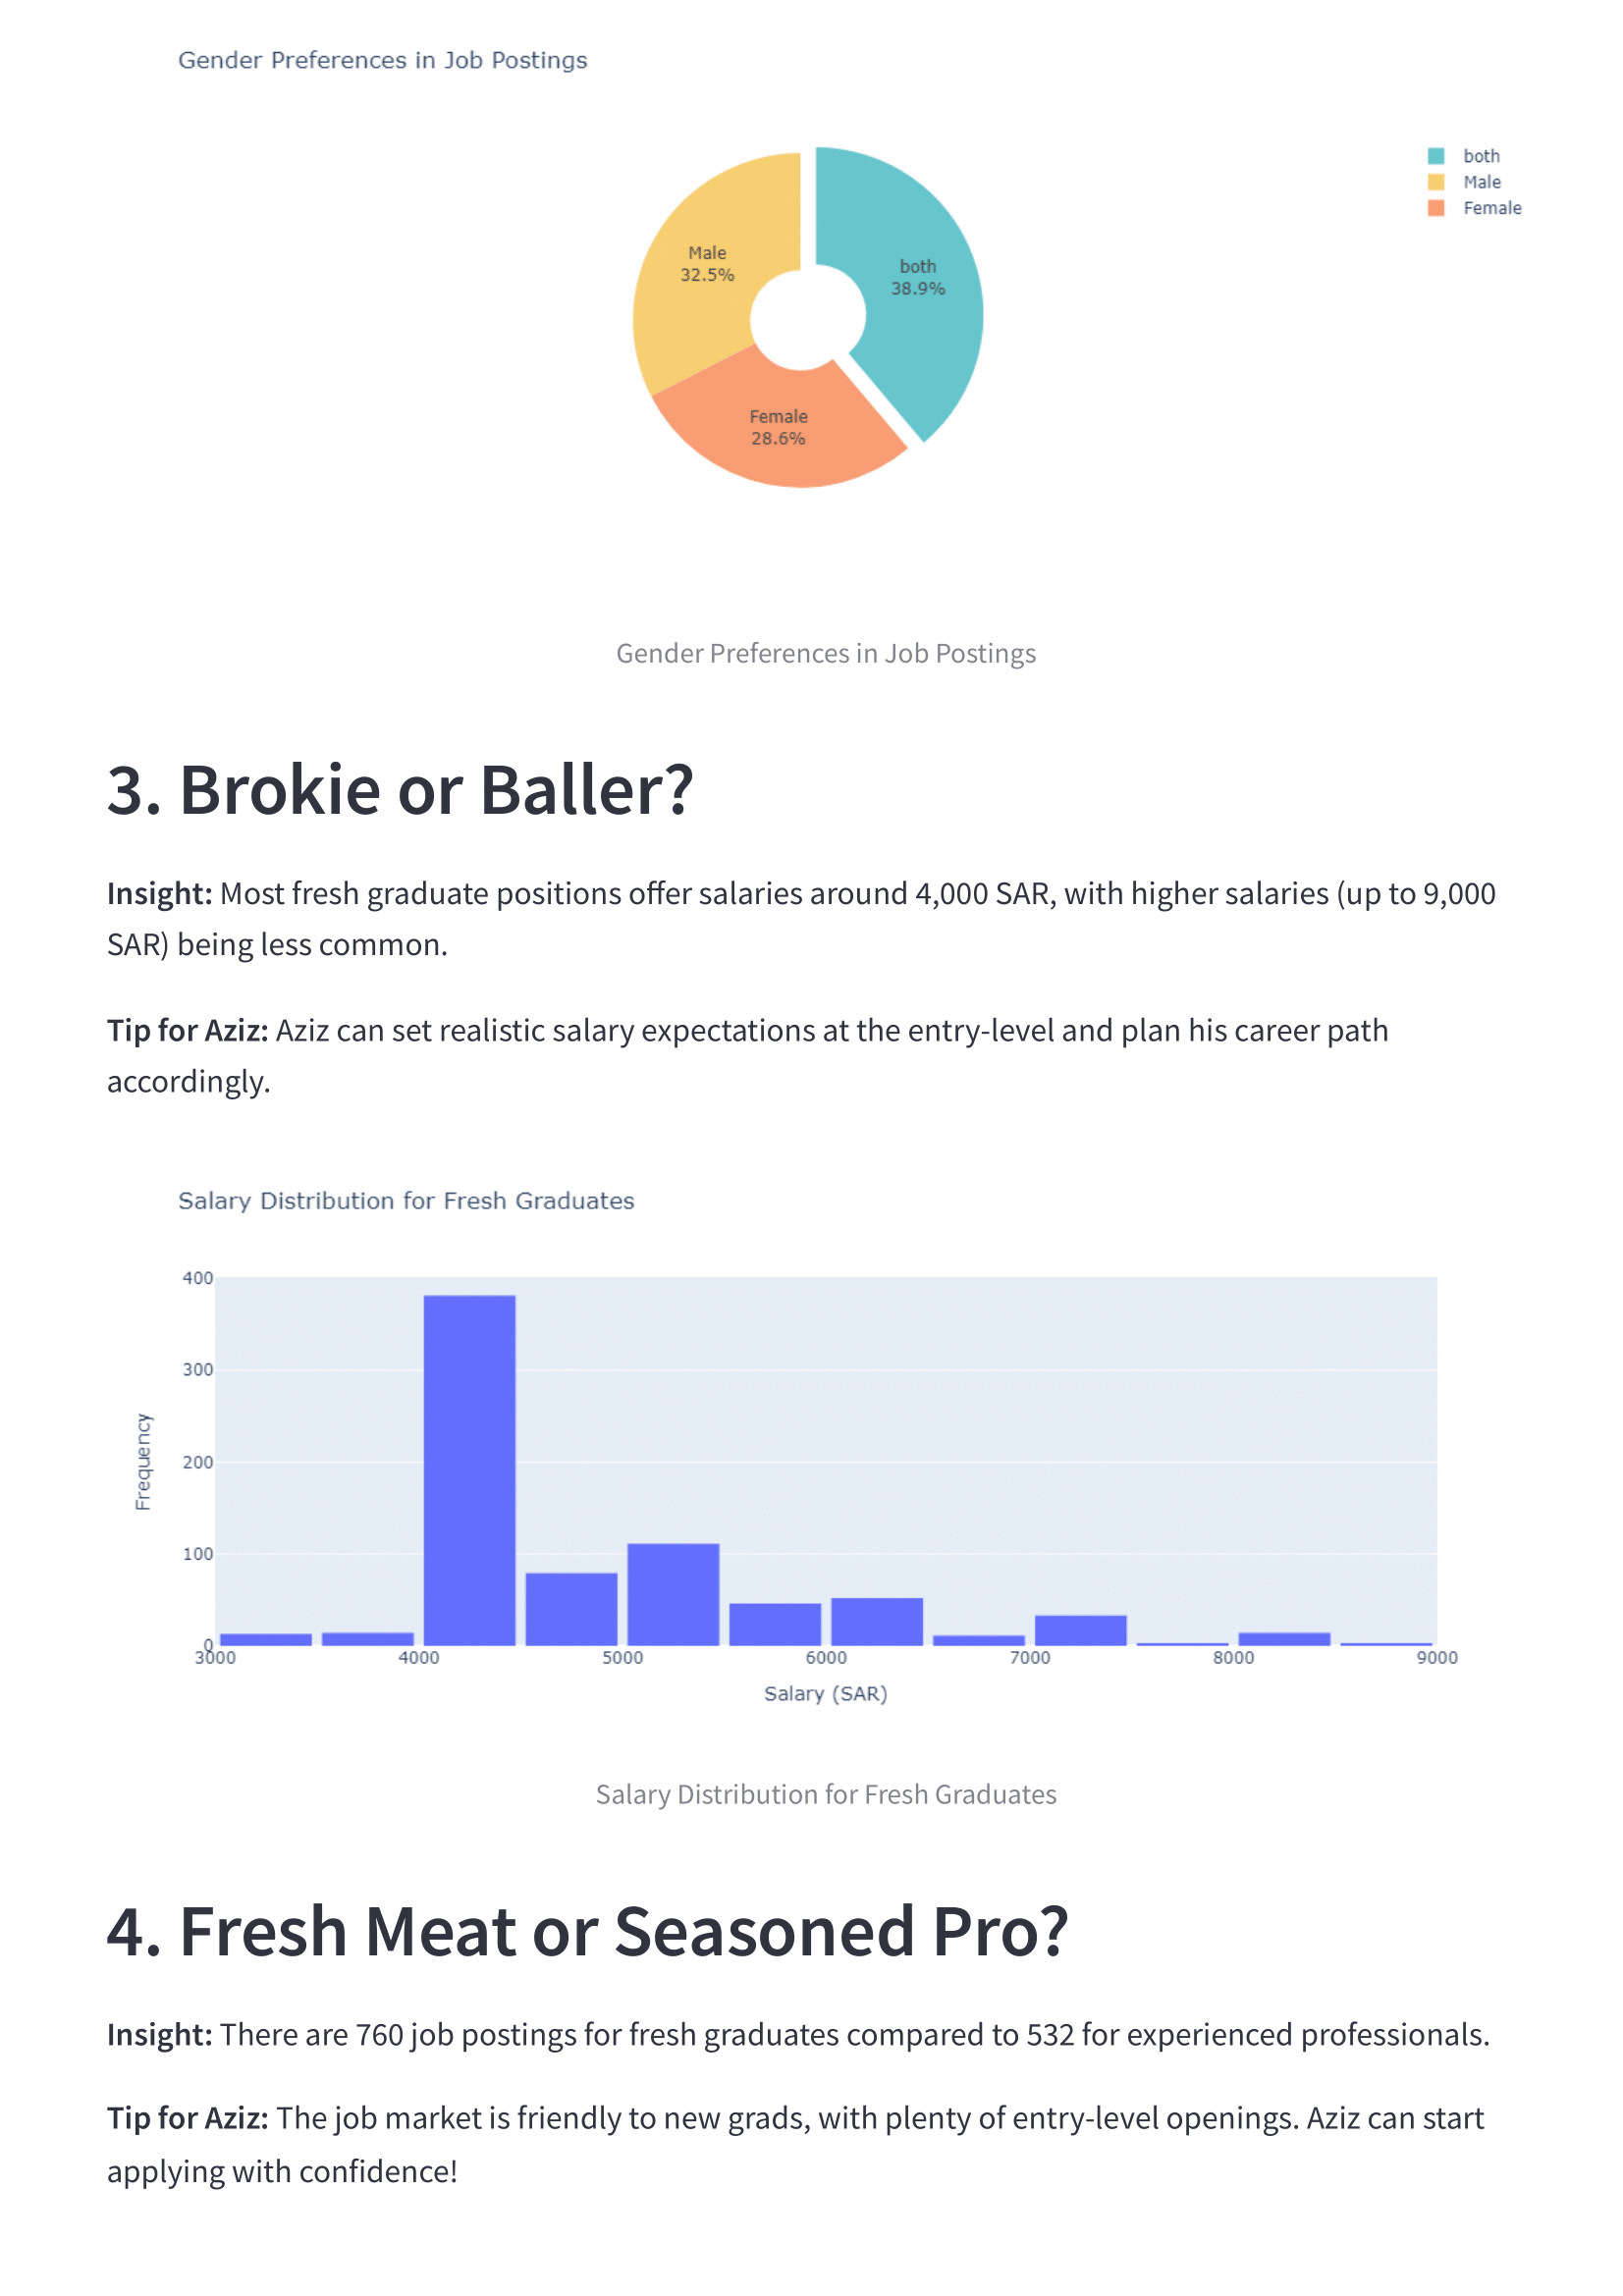 Gender Preferences in Job Postings
both
Male
Female
Male
32.5%
both
38.9%
Female
28.6%
Gender Preferences in Job Postings
3. Brokie or Baller?
Insight: Most fresh graduate positions offer salaries around 4,000 SAR, with higher salaries (up to 9,000
SAR) being less common.
Tip for Aziz: Aziz can set realistic salary expectations at the entry-level and plan his career path
accordingly.
Salary Distribution for Fresh Graduates
400
300
200
100
0
Frequency
3000 4000 5000 6000 7000 8000 9000
Salary (SAR)
Salary Distribution for Fresh Graduates
4. Fresh Meat or Seasoned Pro?
Insight: There are 760 job postings for fresh graduates compared to 532 for experienced professionals.
Tip for Aziz: The job market is friendly to new grads, with plenty of entry-level openings. Aziz can start
applying with confidence!